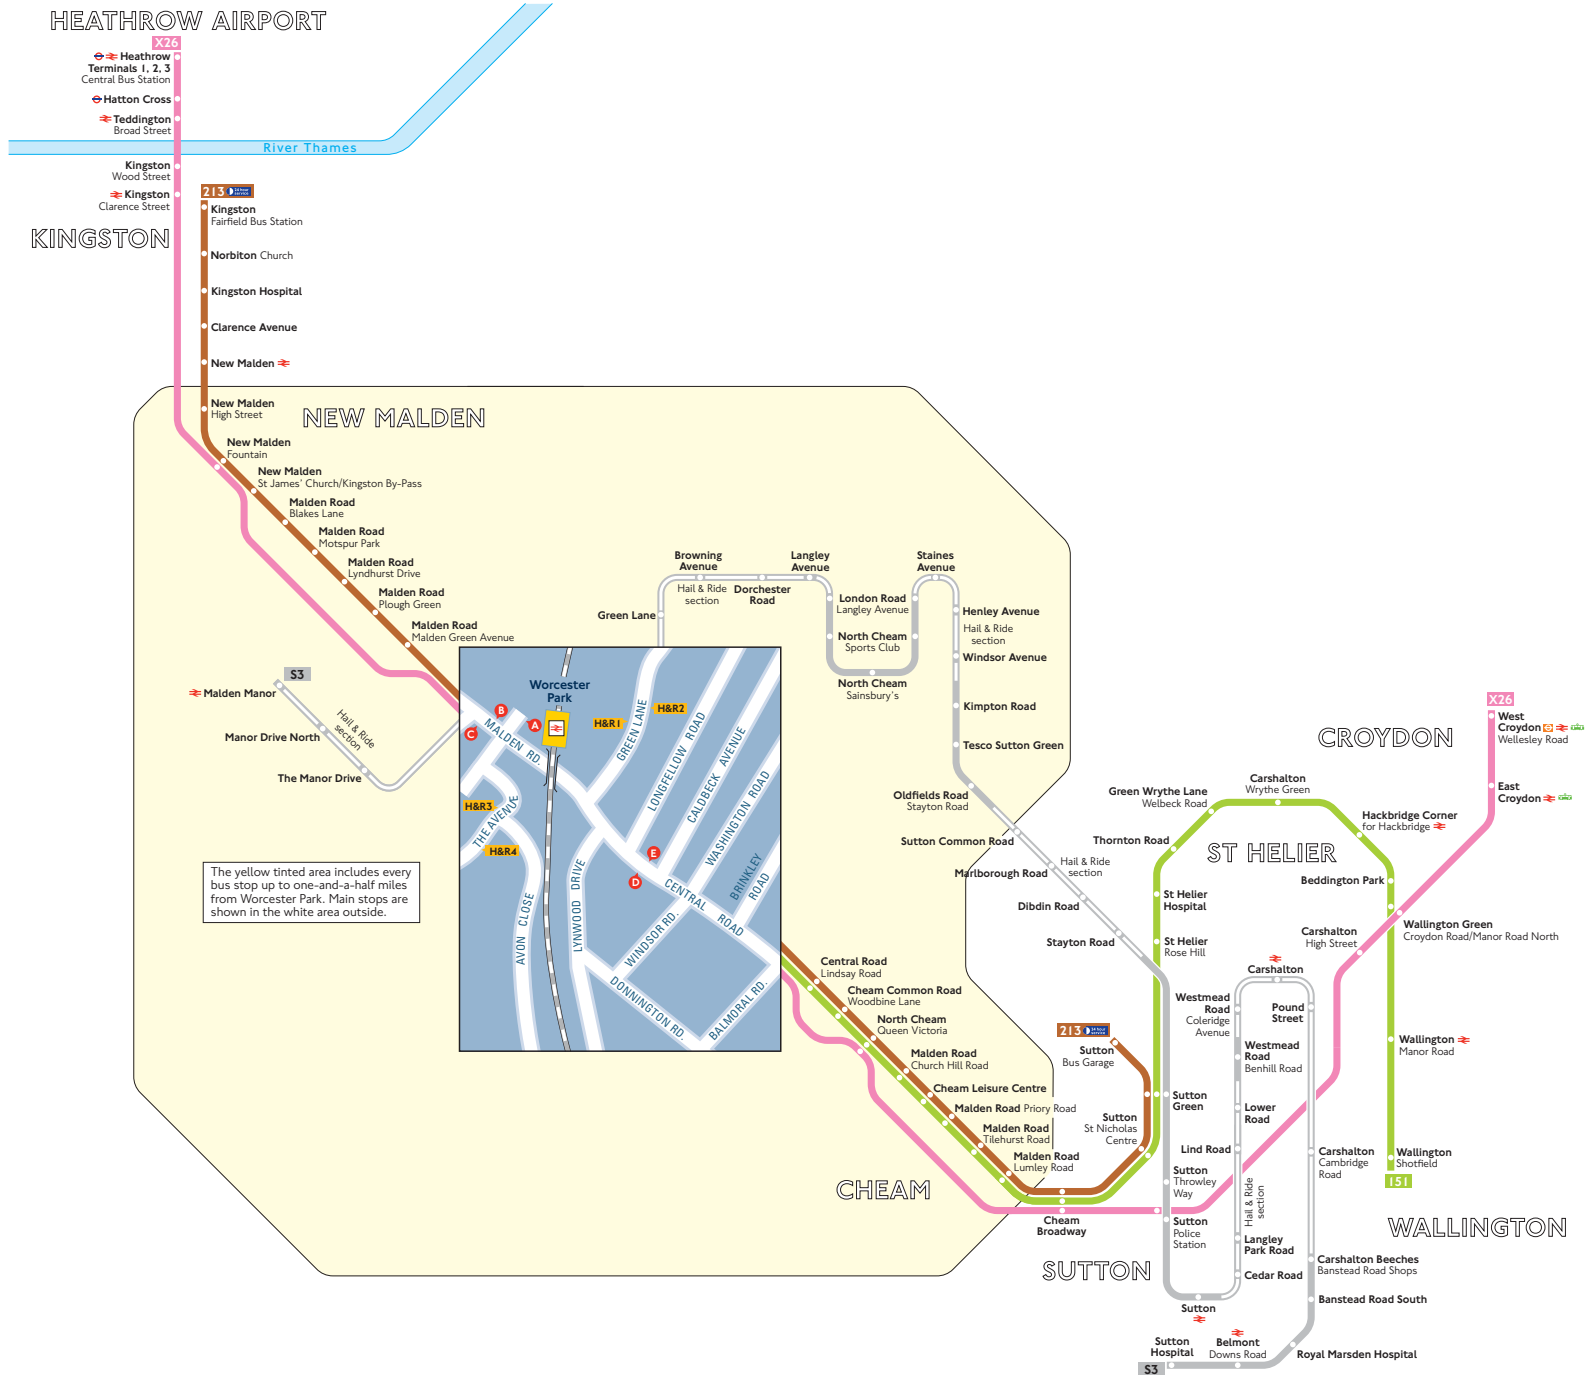 HEATHROW AIRPORT
X26
Heathrow
Terminals 1, 2, 3
Central Bus Station
Hatton Cross
Teddington
Broad Street
River Thames
Kingston
Wood Street
Kingston
Clarence Street
KINGSTON
213 24 hour
service
Kingston
Fairfield Bus Station
Norbiton Church
Kingston Hospital
Clarence Avenue
New Malden
New Malden
High Street
NEW MALDEN
New Malden
Fountain
New Malden
St James' Church/Kingston By-Pass
Malden Road
Blakes Lane
Malden Road
Motspur Park
Malden Road
Lyndhurst Drive
Malden Road
Plough Green
Malden Road
Malden Green Avenue
S3
Malden Manor
Hail & Ride
section
Manor Drive North
The Manor Drive
Green Lane
Browning
Avenue
Hail & Ride
section
Dorchester
Road
Langley
Avenue
London Road
Langley Avenue
North Cheam
Sports Club
North Cheam
Sainsbury's
Staines
Avenue
Henley Avenue
Hail & Ride
section
Windsor Avenue
Kimpton Road
Tesco Sutton Green
Oldfields Road
Stayton Road
Sutton Common Road
Marlborough Road
Hail & Ride
section
Dibdin Road
Stayton Road
Worcester
Park
A
B
C
D
E
H&R1
H&R2
H&R3
H&R4
MALDEN RD.
GREEN LANE
LONGFELLOW ROAD
CALDBECK AVENUE
WASHINGTON ROAD
BRINKLEY
ROAD
THE AVENUE
AVON CLOSE
LYNWOOD DRIVE
CENTRAL ROAD
WINDSOR RD.
DONNINGTON RD.
BALMORAL RD.
The yellow tinted area includes every
bus stop up to one-and-a-half miles
from Worcester Park. Main stops are
shown in the white area outside.
Central Road
Lindsay Road
Cheam Common Road
Woodbine Lane
North Cheam
Queen Victoria
Malden Road
Church Hill Road
Cheam Leisure Centre
Malden Road Priory Road
Malden Road
Tilehurst Road
Malden Road
Lumley Road
CHEAM
Cheam
Broadway
213 24 hour
service
Sutton
Bus Garage
Sutton
St Nicholas
Centre
Sutton
Green
Sutton
Throwley
Way
Sutton
Police
Station
SUTTON
Sutton
St Helier
Rose Hill
St Helier
Hospital
Thornton Road
Green Wrythe Lane
Welbeck Road
Carshalton
Wrythe Green
ST HELIER
Hackbridge Corner
for Hackbridge
Beddington Park
Wallington Green
Croydon Road/Manor Road North
Carshalton
High Street
Wallington
Manor Road
Wallington
Shotfield
151
WALLINGTON
X26
CROYDON
West
Croydon
Wellesley Road
East
Croydon
Carshalton
Westmead
Road
Coleridge
Avenue
Pound
Street
Westmead
Road
Benhill Road
Lower
Road
Lind Road
Hail & Ride
section
Langley
Park Road
Cedar Road
Carshalton
Cambridge
Road
Carshalton Beeches
Banstead Road Shops
Banstead Road South
Royal Marsden Hospital
Belmont
Downs Road
Sutton
Hospital
S3